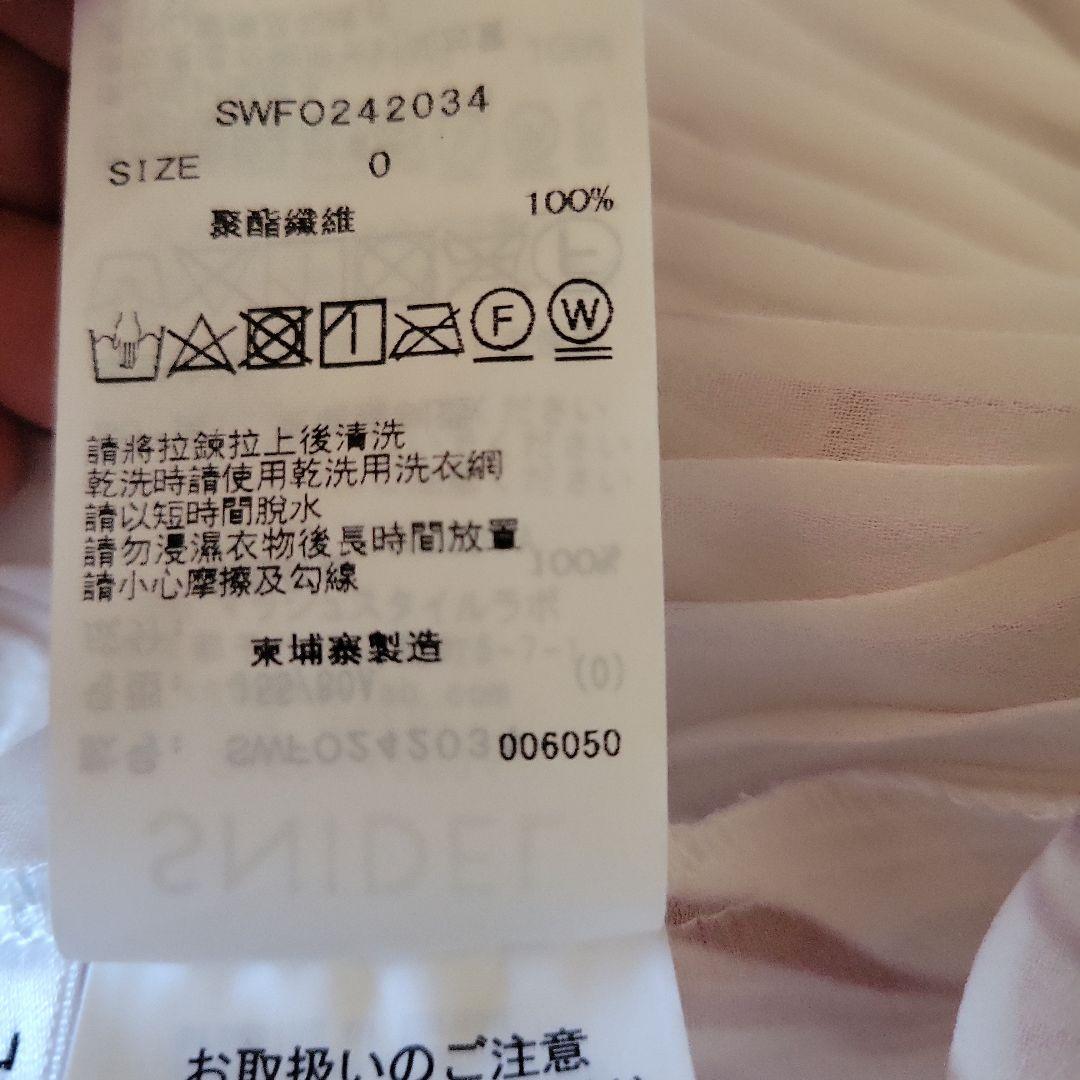 SWFO242034
SIZE 0
聚酯纖維 100%
F W
請將拉鍊拉上後清洗
乾洗時請使用乾洗用洗衣網
請以短時間脫水
請勿浸濕衣物後長時間放置
請小心摩擦及勾線
柬埔寨製造
006050
SNIDEL
お取扱いのご注意